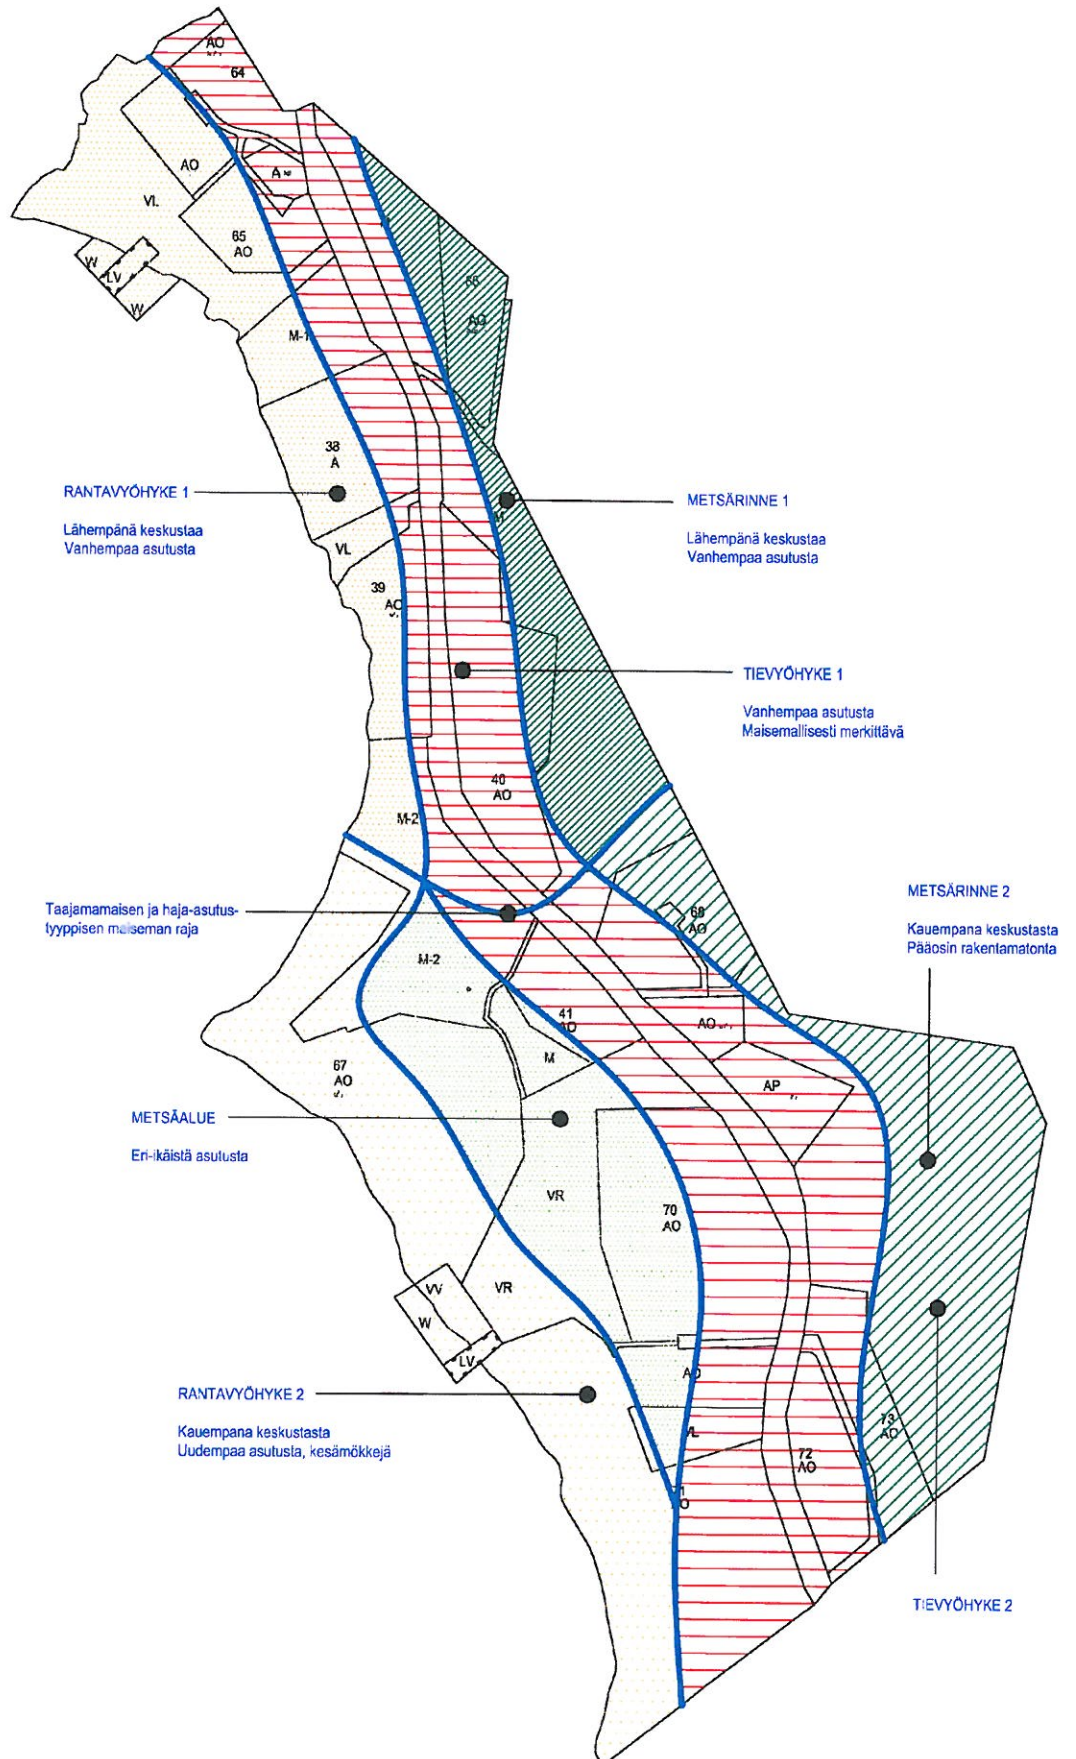 AO
64
A
AO
VL
65
AO
66
AO
W
LV
W
M-1
38
A
RANTAVYÖHYKE 1
Lähempänä keskustaa
Vanhempaa asutusta
METSÄRINNE 1
Lähempänä keskustaa
Vanhempaa asutusta
M
VL
39
AO
TIEVYÖHYKE 1
Vanhempaa asutusta
Maisemallisesti merkittävä
40
AO
M-2
Taajamamaisen ja haja-asutus-
tyyppisen maiseman raja
METSÄRINNE 2
Kauempana keskustasta
Pääosin rakentamatonta
69
AO
M-2
41
AO
AO
M
67
AO
AP
METSÄALUE
Eri-ikäistä asutusta
VR
70
AO
VV
W
LV
VR
AO
RANTAVYÖHYKE 2
Kauempana keskustasta
Uudempaa asutusta, kesämökkejä
VL
72
AO
73
AO
TIEVYÖHYKE 2